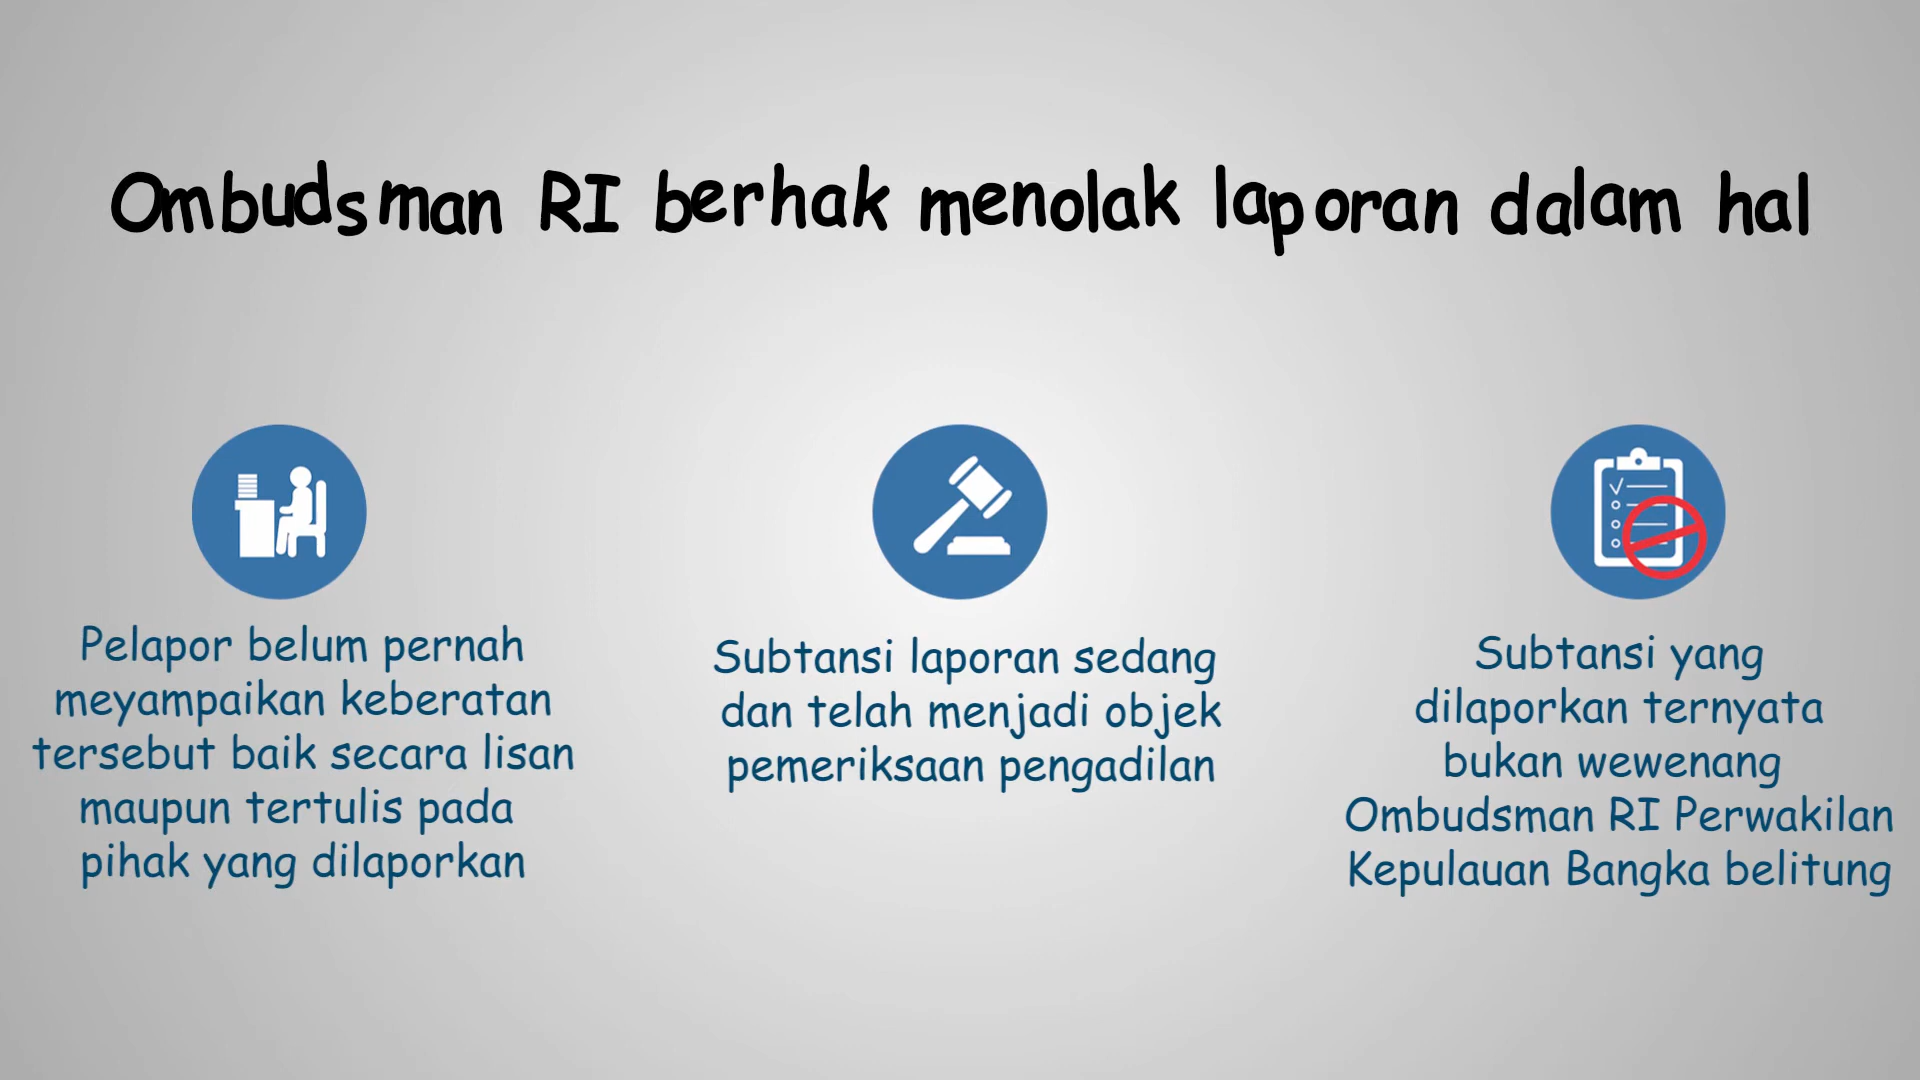 Ombudsman RI berhak menolak laporan dalam hal
Pelapor belum pernah
meyampaikan keberatan
tersebut baik secara lisan
maupun tertulis pada
pihak yang dilaporkan
Subtansi laporan sedang
dan telah menjadi objek
pemeriksaan pengadilan
Subtansi yang
dilaporkan ternyata
bukan wewenang
Ombudsman RI Perwakilan
Kepulauan Bangka belitung